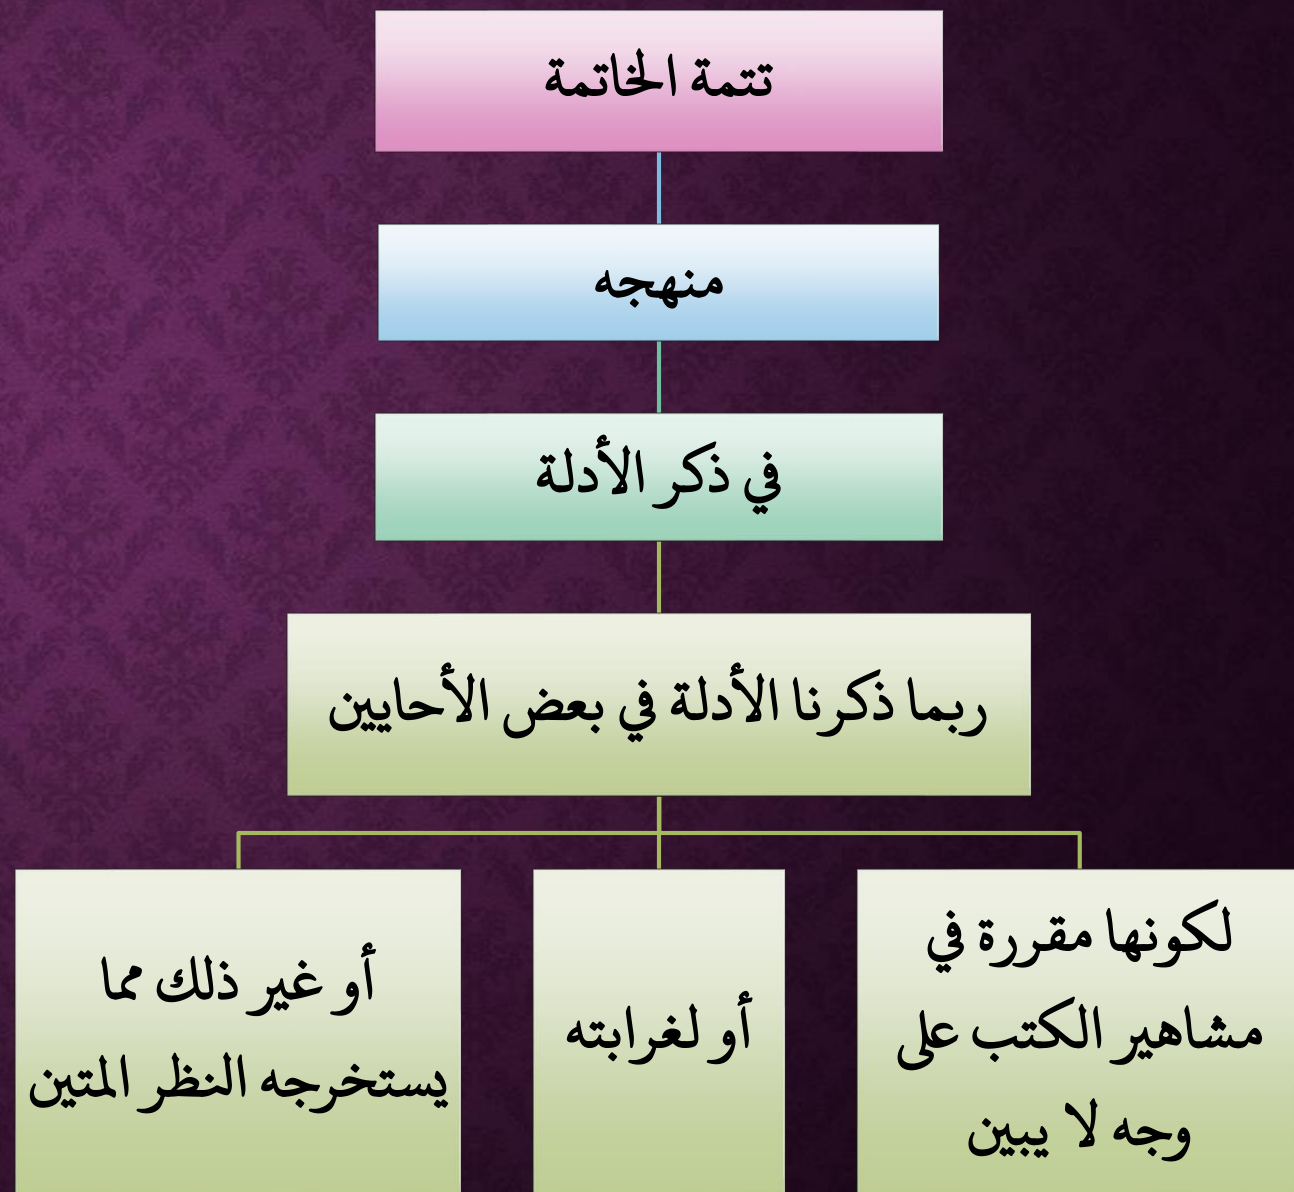 تتمة الخاتمة
منهجه
في ذكر الأدلة
ربما ذكرنا الأدلة في بعض الأحايين
لكونها مقررة في
مشاهير الكتب على
وجه لا يبين
أو لغرابته
أو غير ذلك مما
يستخرجه النظر المتين